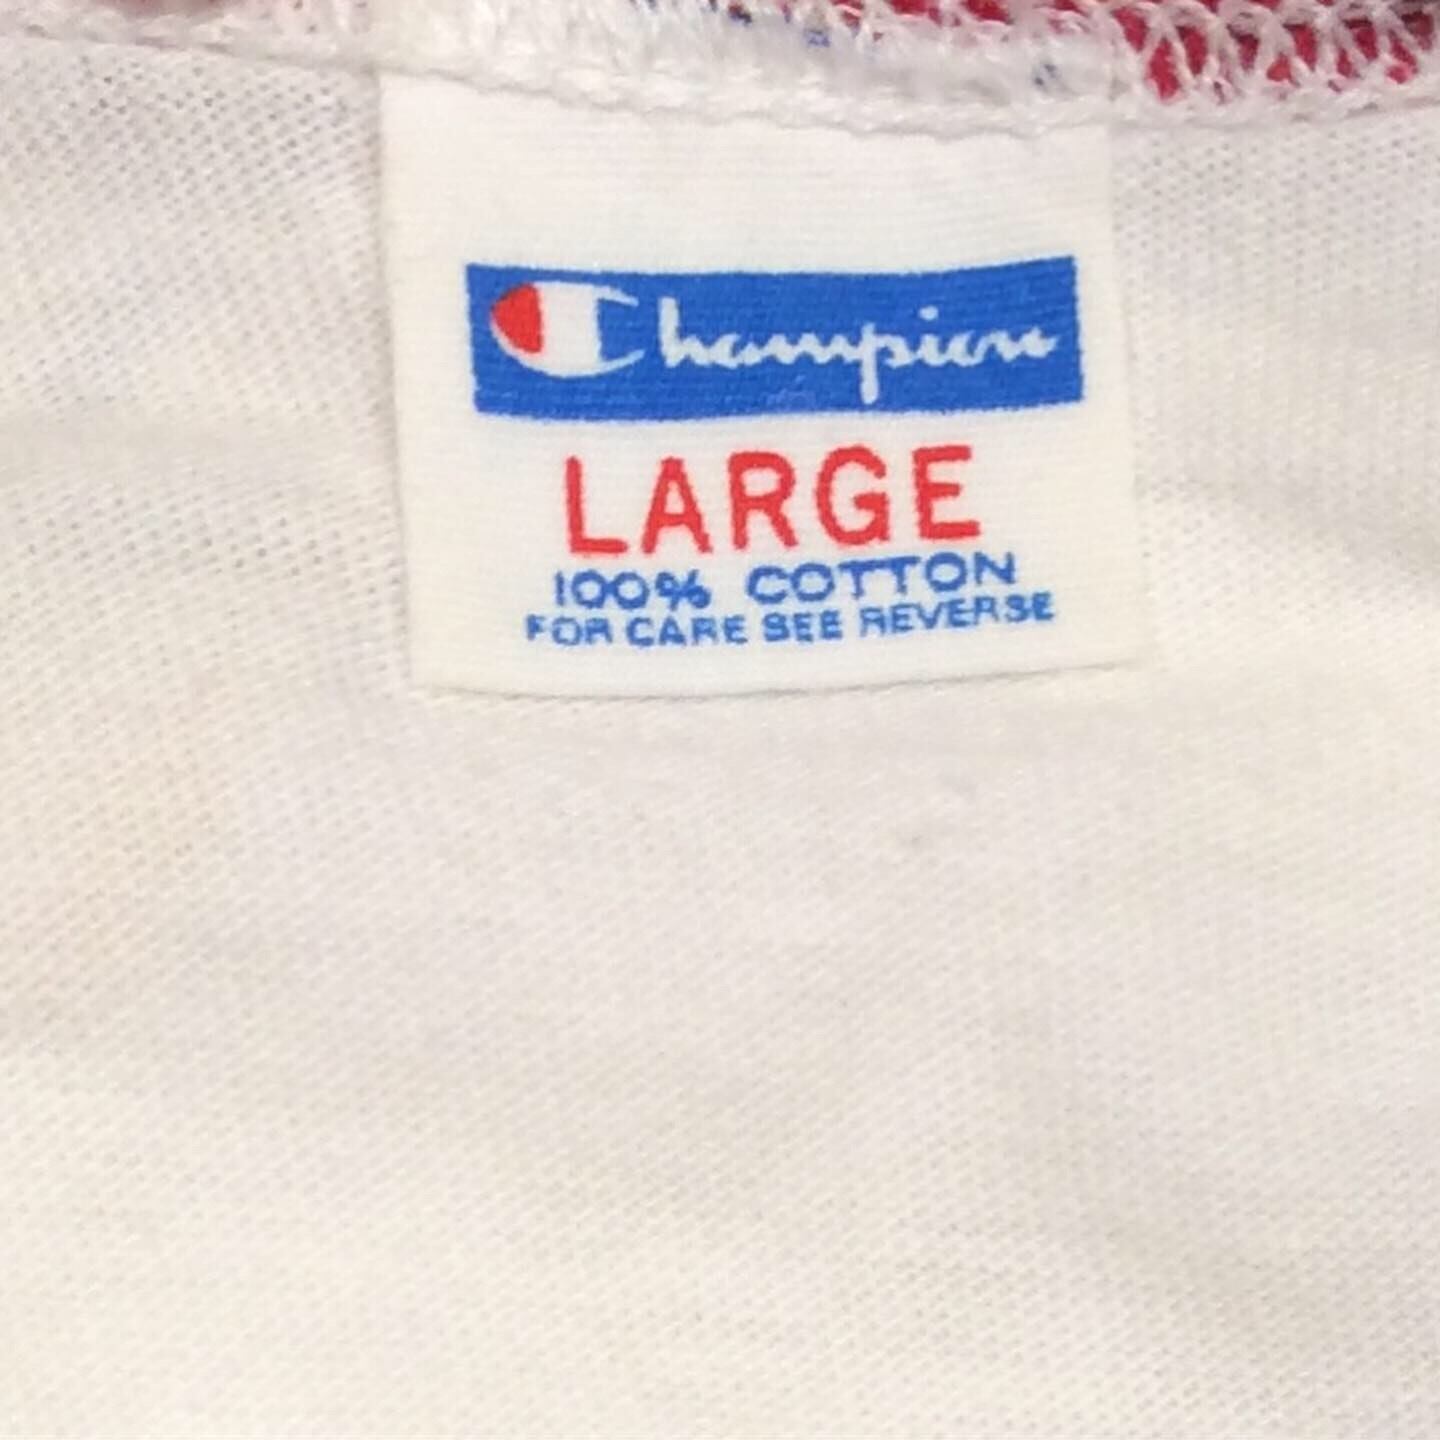 Champion
LARGE
100% COTTON
FOR CARE SEE REVERSE